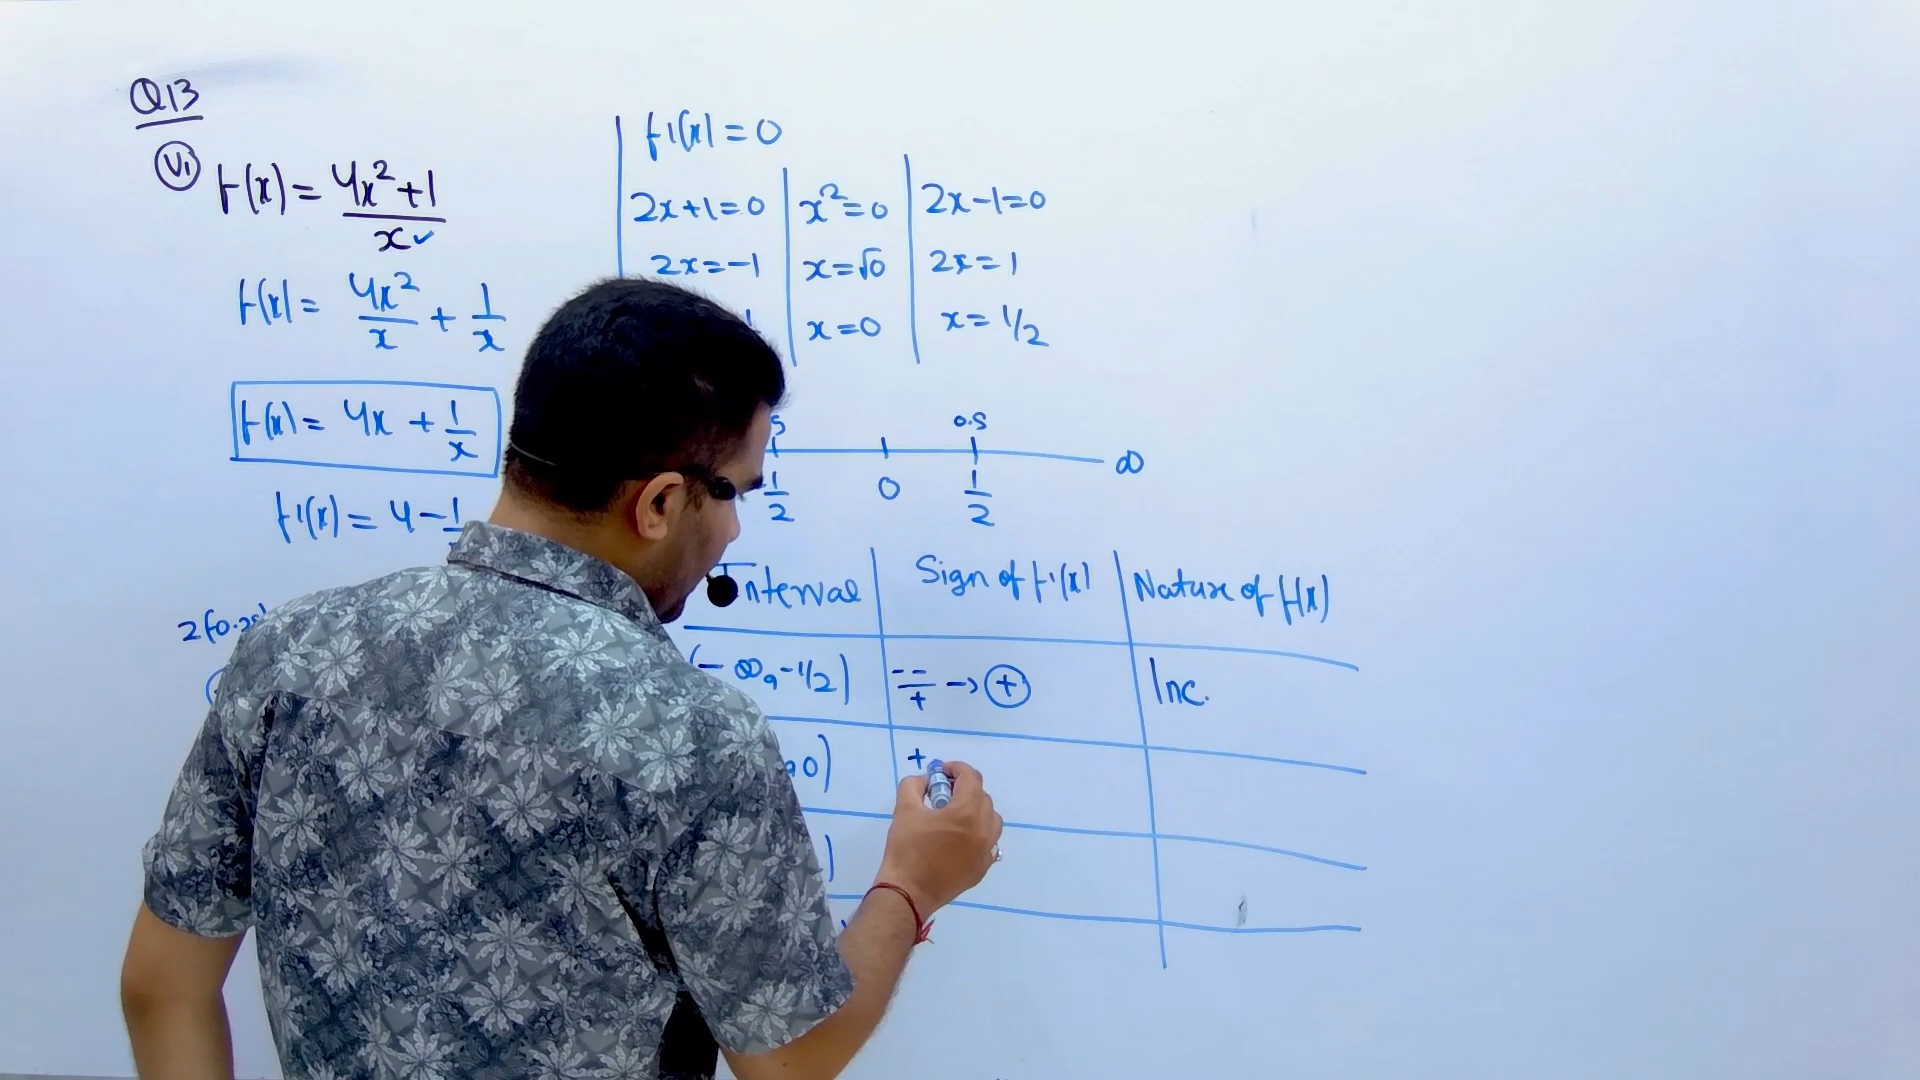 Q13
(vi) f(x) = 4x²+1 / x ✓
f(x) = 4x²/x + 1/x
f(x) = 4x + 1/x
f'(x) = 4 - 1
2(0.25)
f'(x) = 0
2x+1=0 | x²=0 | 2x-1=0
2x=-1 | x=√0 | 2x=1
x=0 | x=1/2
5 0.5
1/2 0 1/2 ∞
Interval | Sign of f'(x) | Nature of f(x)
(-∞, -1/2) | - - / + → ⊕ | Inc.
,0) | +
)